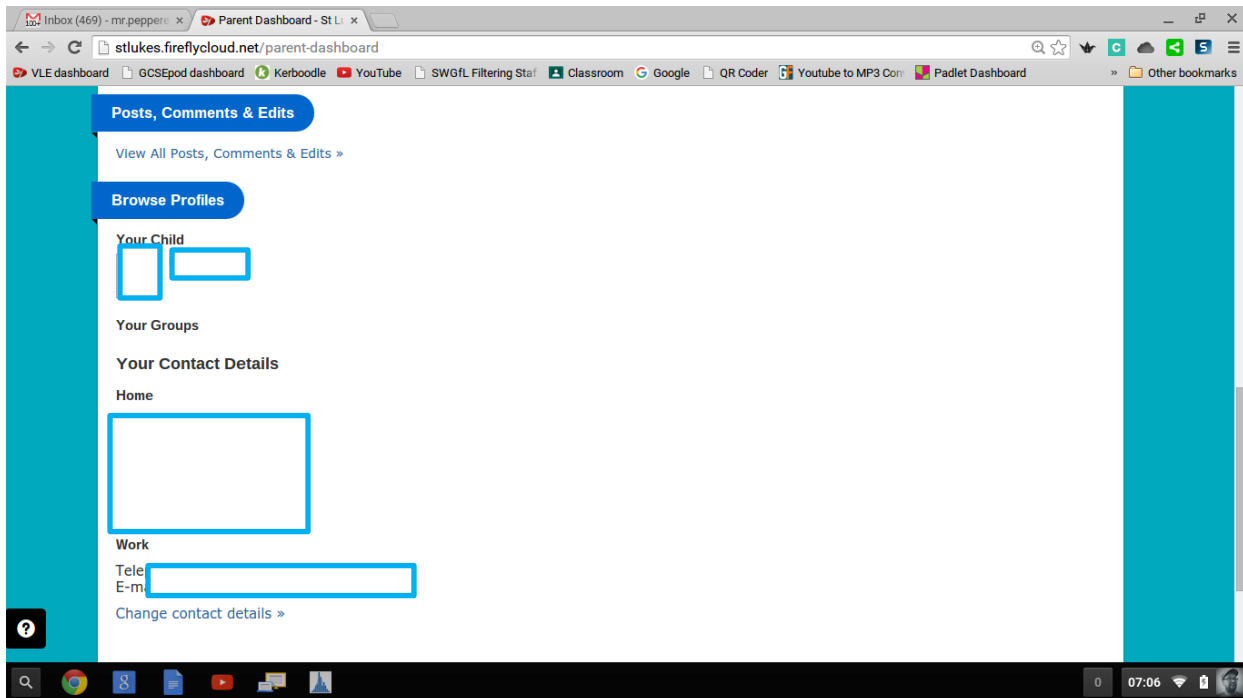 Inbox (469) - mr.peppere
Parent Dashboard - St L
stlukes.fireflycloud.net/parent-dashboard
VLE dashboard GCSEpod dashboard Kerboodle YouTube SWGfL Filtering Staf Classroom Google QR Coder Youtube to MP3 Con Padlet Dashboard » Other bookmarks
Posts, Comments & Edits
View All Posts, Comments & Edits »
Browse Profiles
Your Child
Your Groups
Your Contact Details
Home
Work
Tele
E-m
Change contact details »
0 07:06